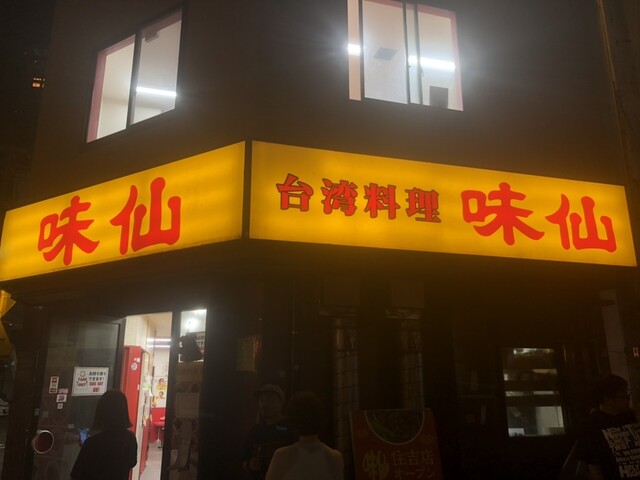 味仙
台湾料理 味仙
住吉店
オープン